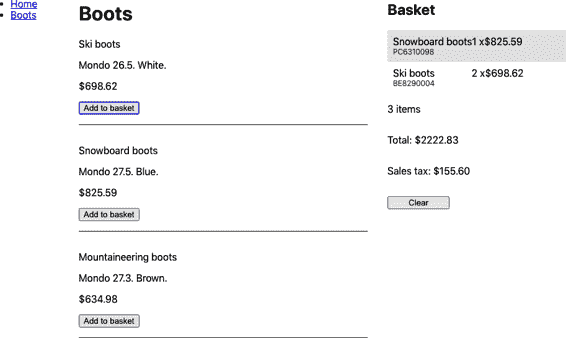 Home
Boots
Boots
Ski boots
Mondo 26.5. White.
$698.62
Add to basket
Snowboard boots
Mondo 27.5. Blue.
$825.59
Add to basket
Mountaineering boots
Mondo 27.3. Brown.
$634.98
Add to basket
Basket
Snowboard boots1 x$825.59
PC6310098
Ski boots 2 x$698.62
BE8290004
3 items
Total: $2222.83
Sales tax: $155.60
Clear